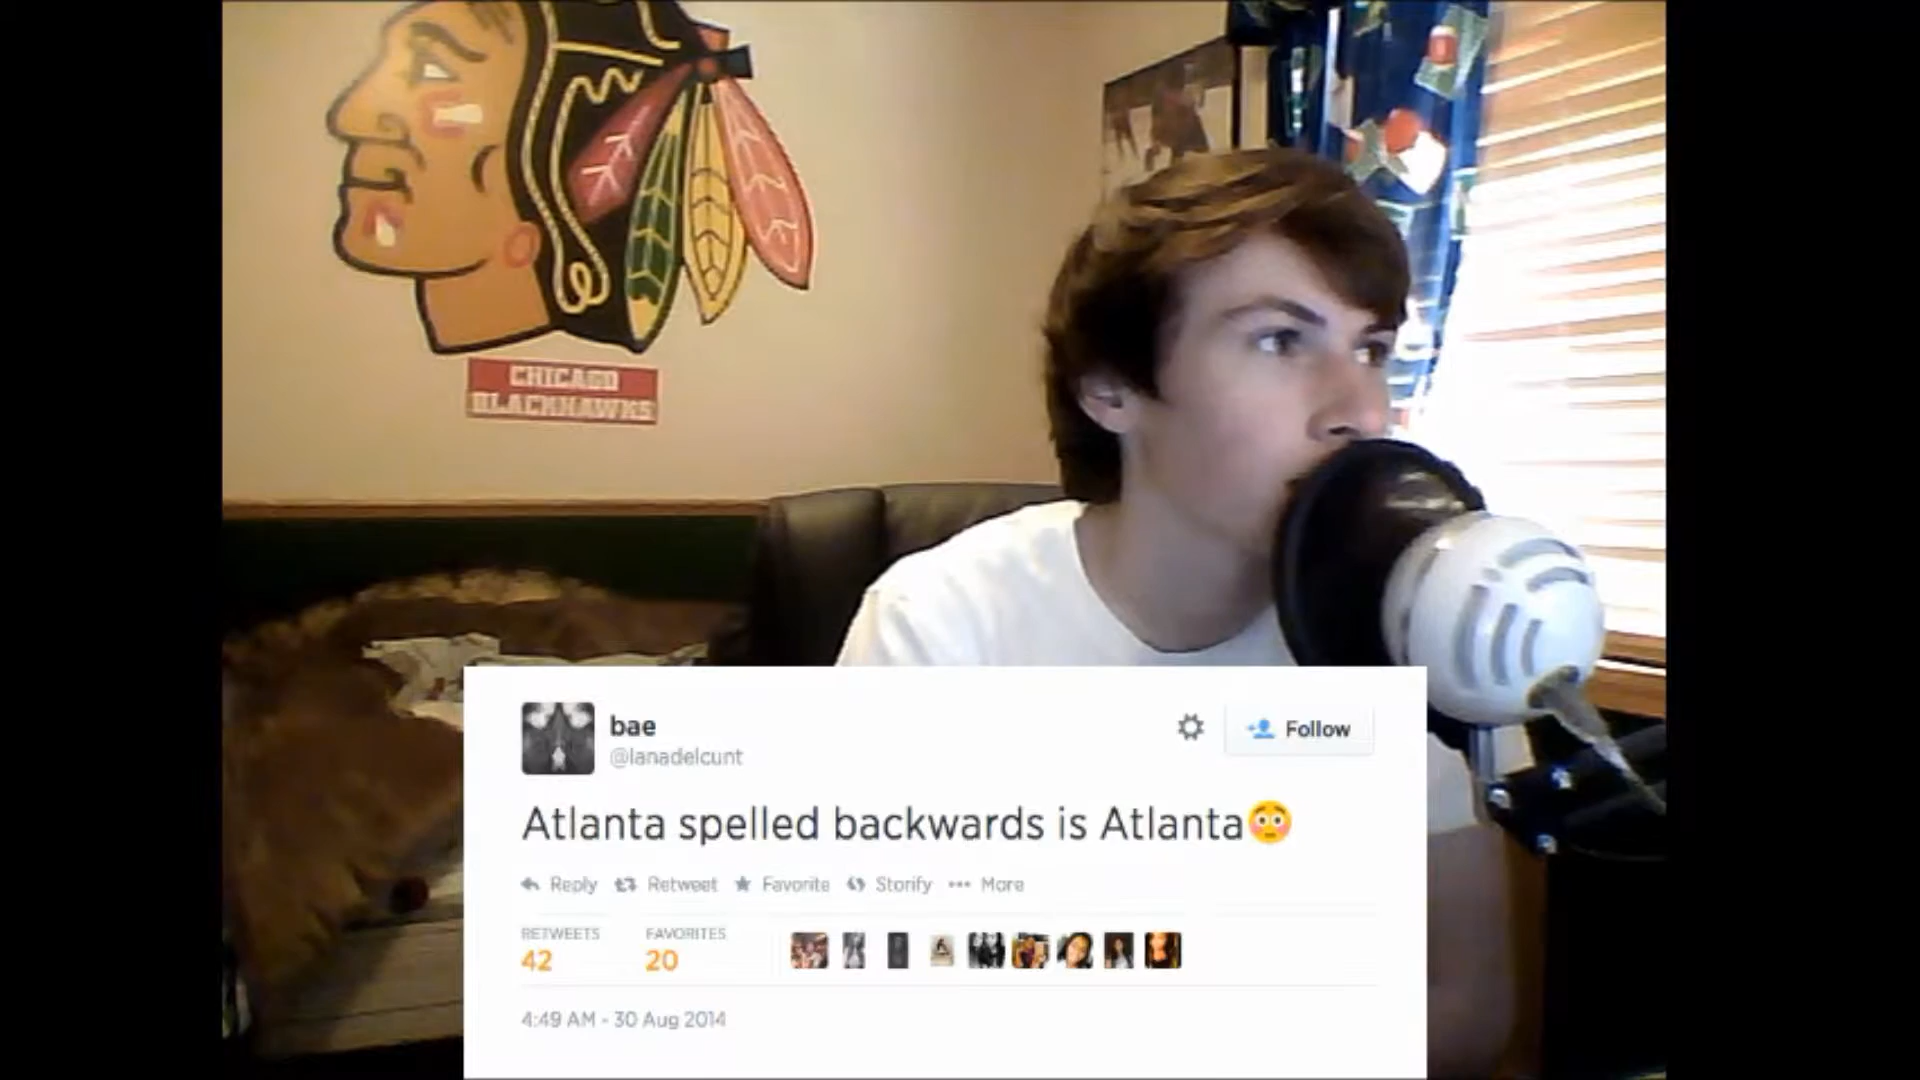 CHICAGO
BLACKHAWKS
bae
@lanadelcunt
Follow
Atlanta spelled backwards is Atlanta😳
Reply Retweet Favorite Storify More
RETWEETS FAVORITES
42 20
4:49 AM - 30 Aug 2014